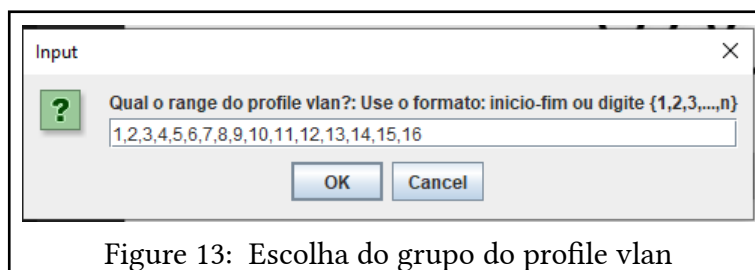 Input
Qual o range do profile vlan?: Use o formato: inicio-fim ou digite {1,2,3,...,n}
1,2,3,4,5,6,7,8,9,10,11,12,13,14,15,16
OK Cancel
Figure 13: Escolha do grupo do profile vlan